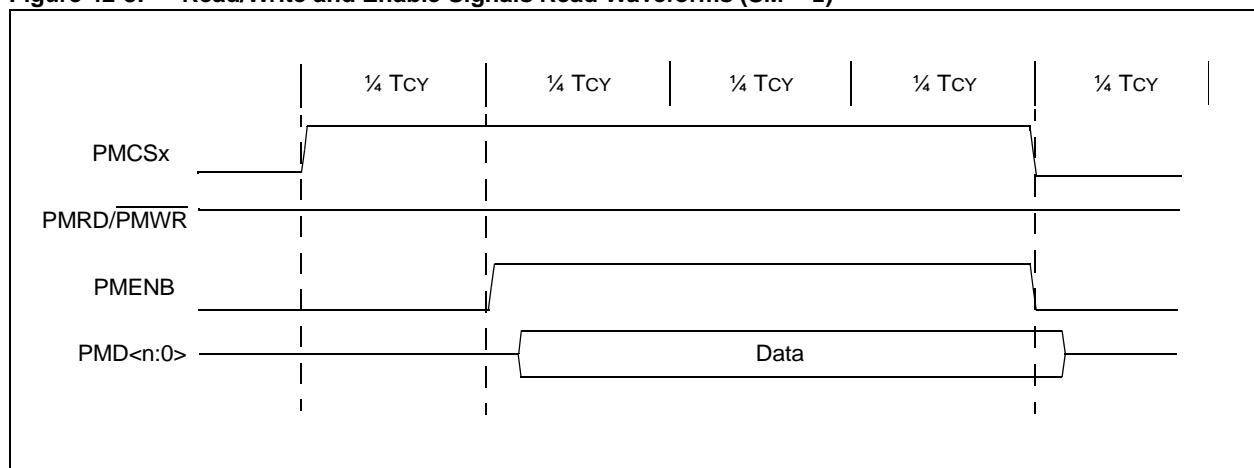 ¼ TCY ¼ TCY ¼ TCY ¼ TCY ¼ TCY
PMCSx
PMRD/PMWR
PMENB
PMD<n:0> Data